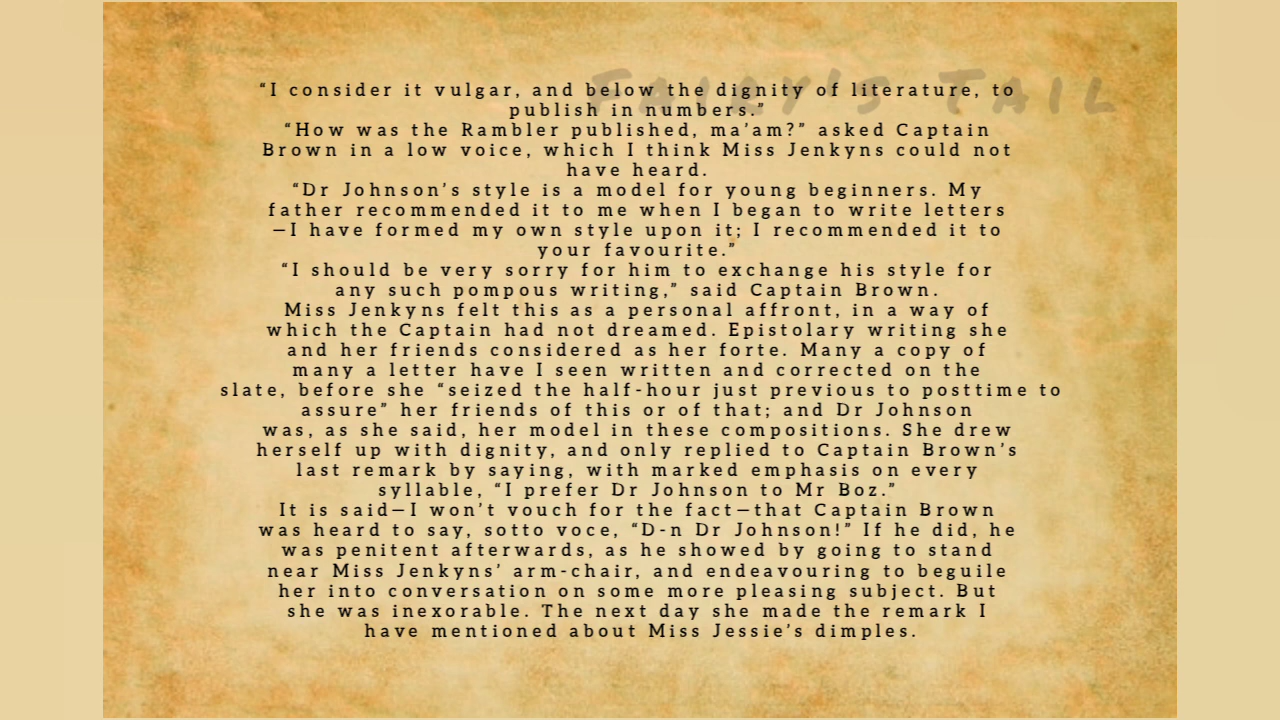 Fairy's Tail
“I consider it vulgar, and below the dignity of literature, to
publish in numbers.”
“How was the Rambler published, ma’am?” asked Captain
Brown in a low voice, which I think Miss Jenkyns could not
have heard.
“Dr Johnson’s style is a model for young beginners. My
father recommended it to me when I began to write letters
—I have formed my own style upon it; I recommended it to
your favourite.”
“I should be very sorry for him to exchange his style for
any such pompous writing,” said Captain Brown.
Miss Jenkyns felt this as a personal affront, in a way of
which the Captain had not dreamed. Epistolary writing she
and her friends considered as her forte. Many a copy of
many a letter have I seen written and corrected on the
slate, before she “seized the half-hour just previous to posttime to
assure” her friends of this or of that; and Dr Johnson
was, as she said, her model in these compositions. She drew
herself up with dignity, and only replied to Captain Brown’s
last remark by saying, with marked emphasis on every
syllable, “I prefer Dr Johnson to Mr Boz.”
It is said—I won’t vouch for the fact—that Captain Brown
was heard to say, sotto voce, “D-n Dr Johnson!” If he did, he
was penitent afterwards, as he showed by going to stand
near Miss Jenkyns’ arm-chair, and endeavouring to beguile
her into conversation on some more pleasing subject. But
she was inexorable. The next day she made the remark I
have mentioned about Miss Jessie’s dimples.